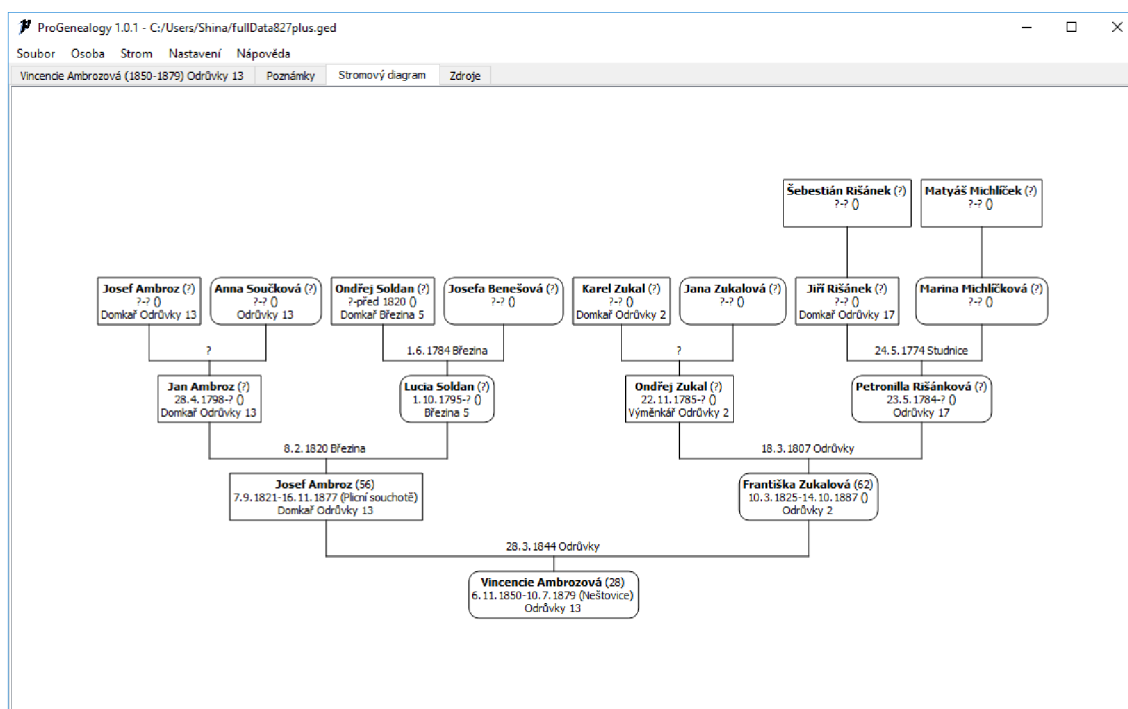 ProGenealogy 1.0.1 - C:/Users/Shina/fullData827plus.ged
Soubor Osoba Strom Nastavení Nápověda
Vincencie Ambrozová (1850-1879) Odrůvky 13 Poznámky Stromový diagram Zdroje
Šebestián Rišánek (?)
?-? ()
Matyáš Michlíček (?)
?-? ()
Josef Ambroz (?)
?-? ()
Domkař Odrůvky 13
Anna Součková (?)
?-? ()
Odrůvky 13
Ondřej Soldan (?)
?-před 1820 ()
Domkař Březina 5
Josefa Benešová (?)
?-? ()
Karel Zukal (?)
?-? ()
Domkař Odrůvky 2
Jana Zukalová (?)
?-? ()
Jiří Rišánek (?)
?-? ()
Domkař Odrůvky 17
Marina Michlíčková (?)
?-? ()
?
1.6.1784 Březina
?
24.5.1774 Studnice
Jan Ambroz (?)
28.4.1798-? ()
Domkař Odrůvky 13
Lucia Soldan (?)
1.10.1795-? ()
Březina 5
Ondřej Zukal (?)
22.11.1785-? ()
Výměnkář Odrůvky 2
Petronilla Rišánková (?)
23.5.1784-? ()
Odrůvky 17
8.2.1820 Březina
18.3.1807 Odrůvky
Josef Ambroz (56)
7.9.1821-16.11.1877 (Plicní souchotě)
Domkař Odrůvky 13
Františka Zukalová (62)
10.3.1825-14.10.1887 ()
Odrůvky 2
28.3.1844 Odrůvky
Vincencie Ambrozová (28)
6.11.1850-10.7.1879 (Neštovice)
Odrůvky 13